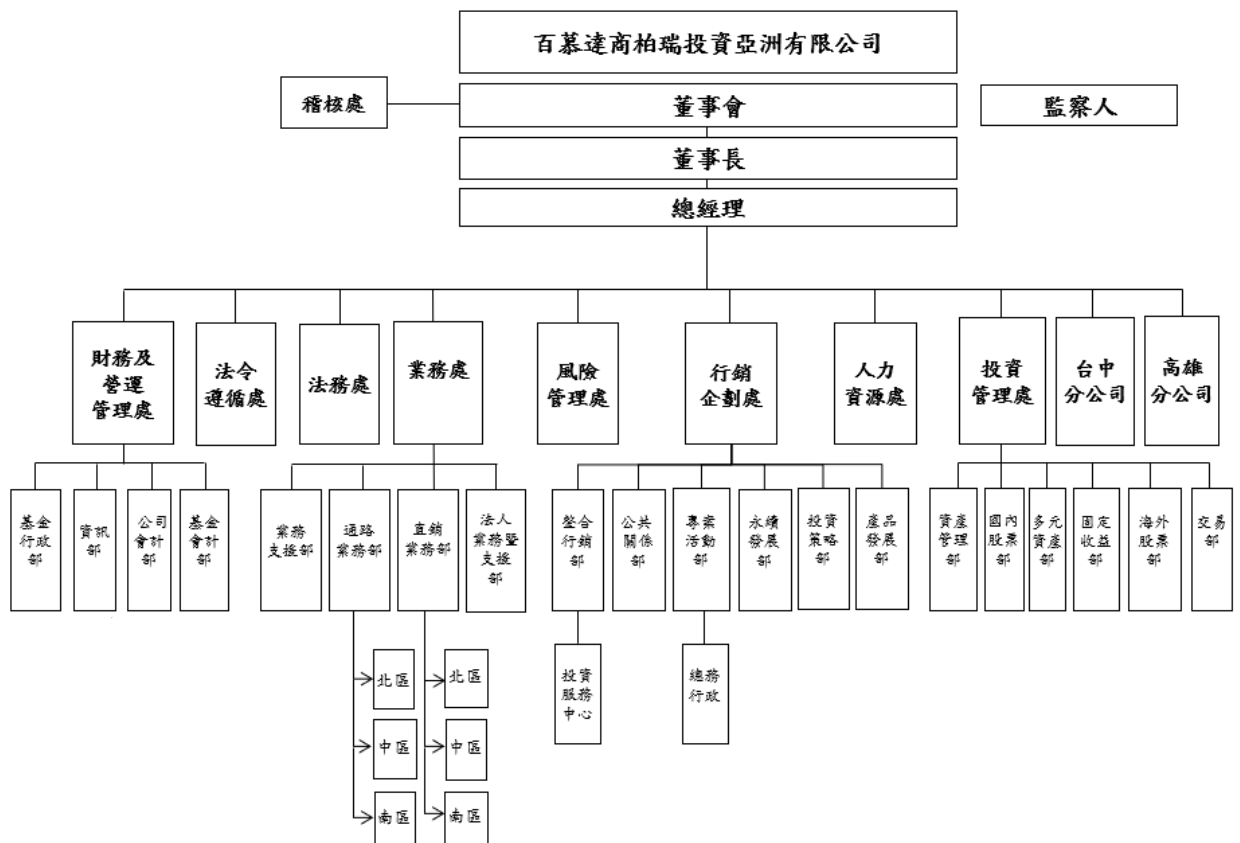 百慕達商柏瑞投資亞洲有限公司
稽核處
董事會
監察人
董事長
總經理
財務及
營運
管理處
法令
遵循處
法務處
業務處
風險
管理處
行銷
企劃處
人力
資源處
投資
管理處
台中
分公司
高雄
分公司
基金
行政
部
資訊
部
公司
會計
部
基金
會計
部
業務
支援部
通路
業務部
直銷
業務部
法人
業務暨
支援
部
整合
行銷
部
公共
關係
部
專案
活動
部
永續
發展
部
投資
策略
部
產品
發展
部
資產
管理
部
國內
股票
部
多元
資產
部
固定
收益
部
海外
股票
部
交易
部
北區
中區
南區
北區
中區
南區
投資
服務
中心
總務
行政